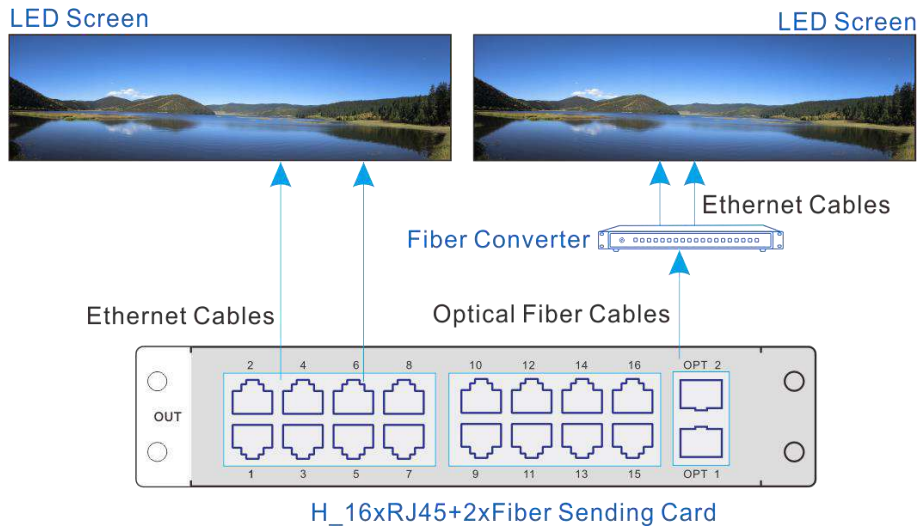 LED Screen
LED Screen
Ethernet Cables
Fiber Converter
Ethernet Cables
Optical Fiber Cables
2 4 6 8 10 12 14 16 OPT 2
OUT
1 3 5 7 9 11 13 15 OPT 1
H_16xRJ45+2xFiber Sending Card